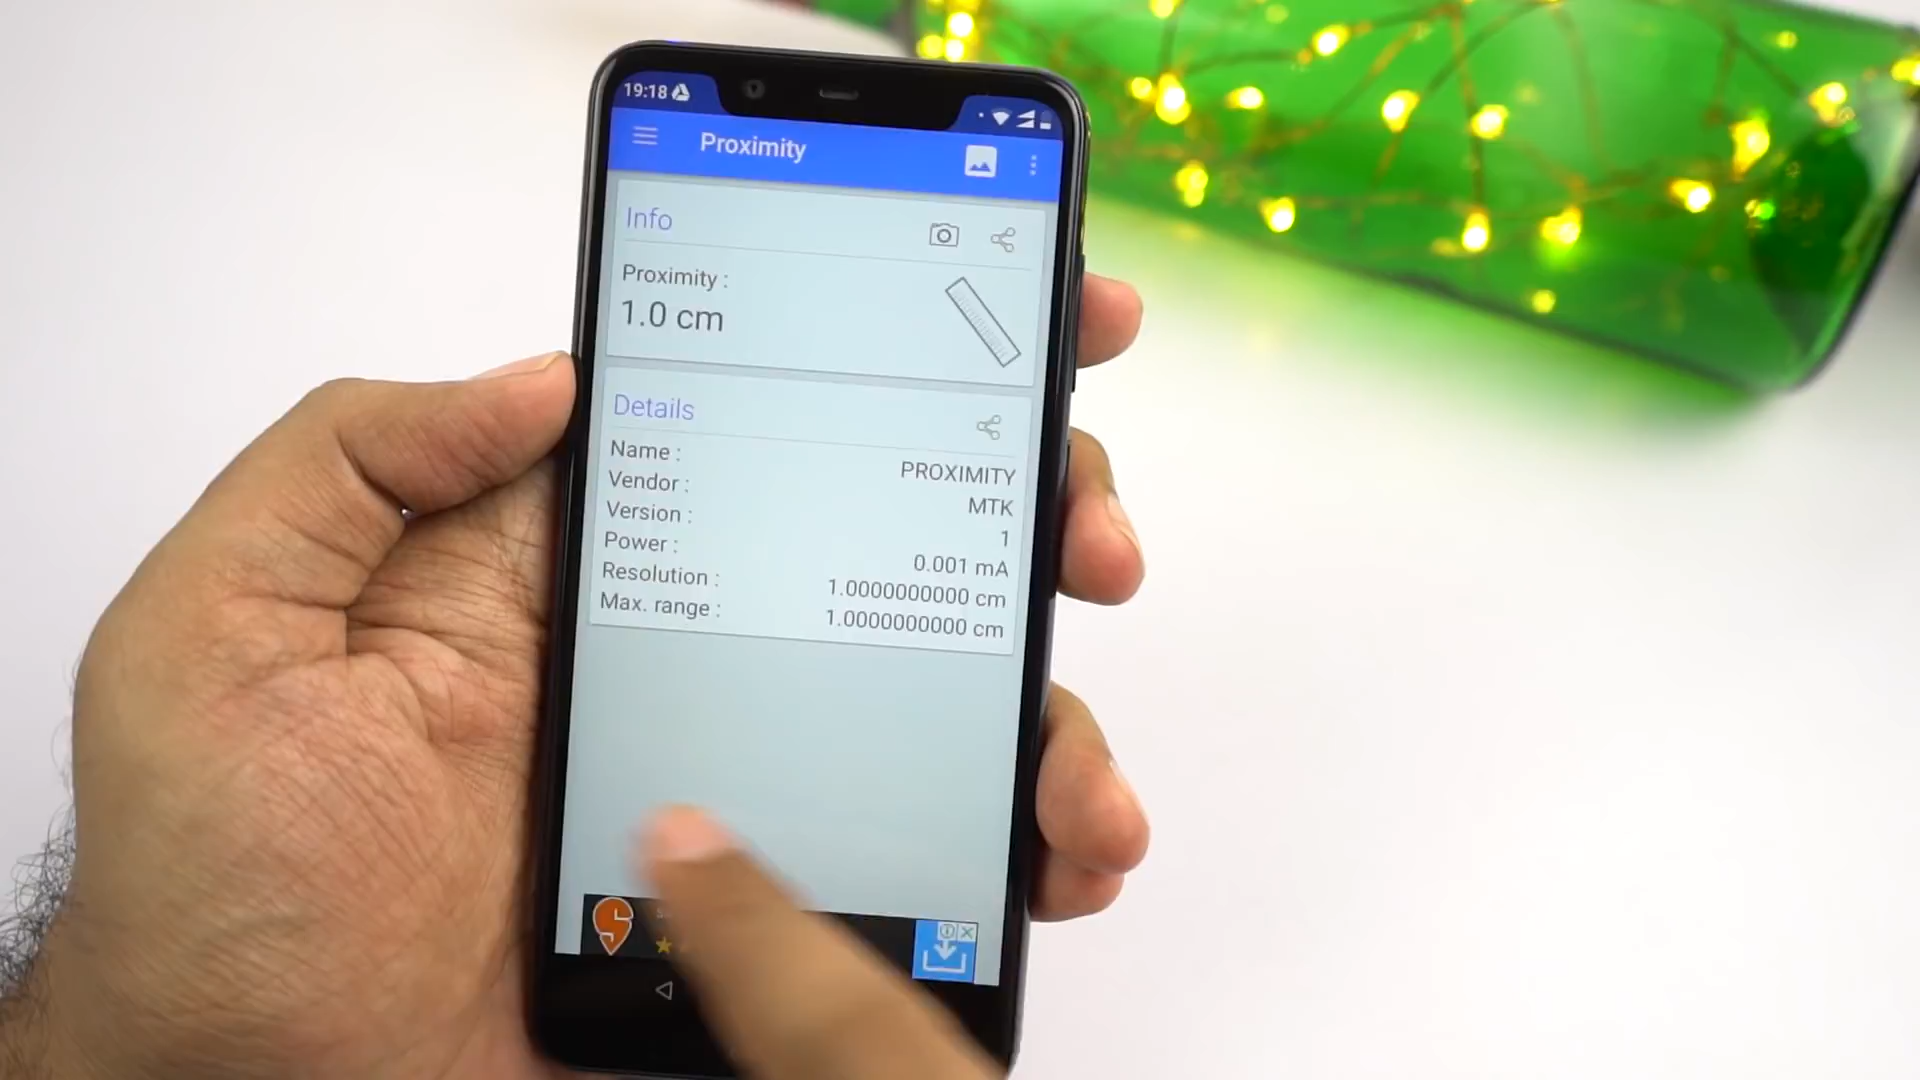 19:18
Proximity
Info
Proximity :
1.0 cm
Details
Name : PROXIMITY
Vendor : MTK
Version : 1
Power : 0.001 mA
Resolution : 1.0000000000 cm
Max. range : 1.0000000000 cm